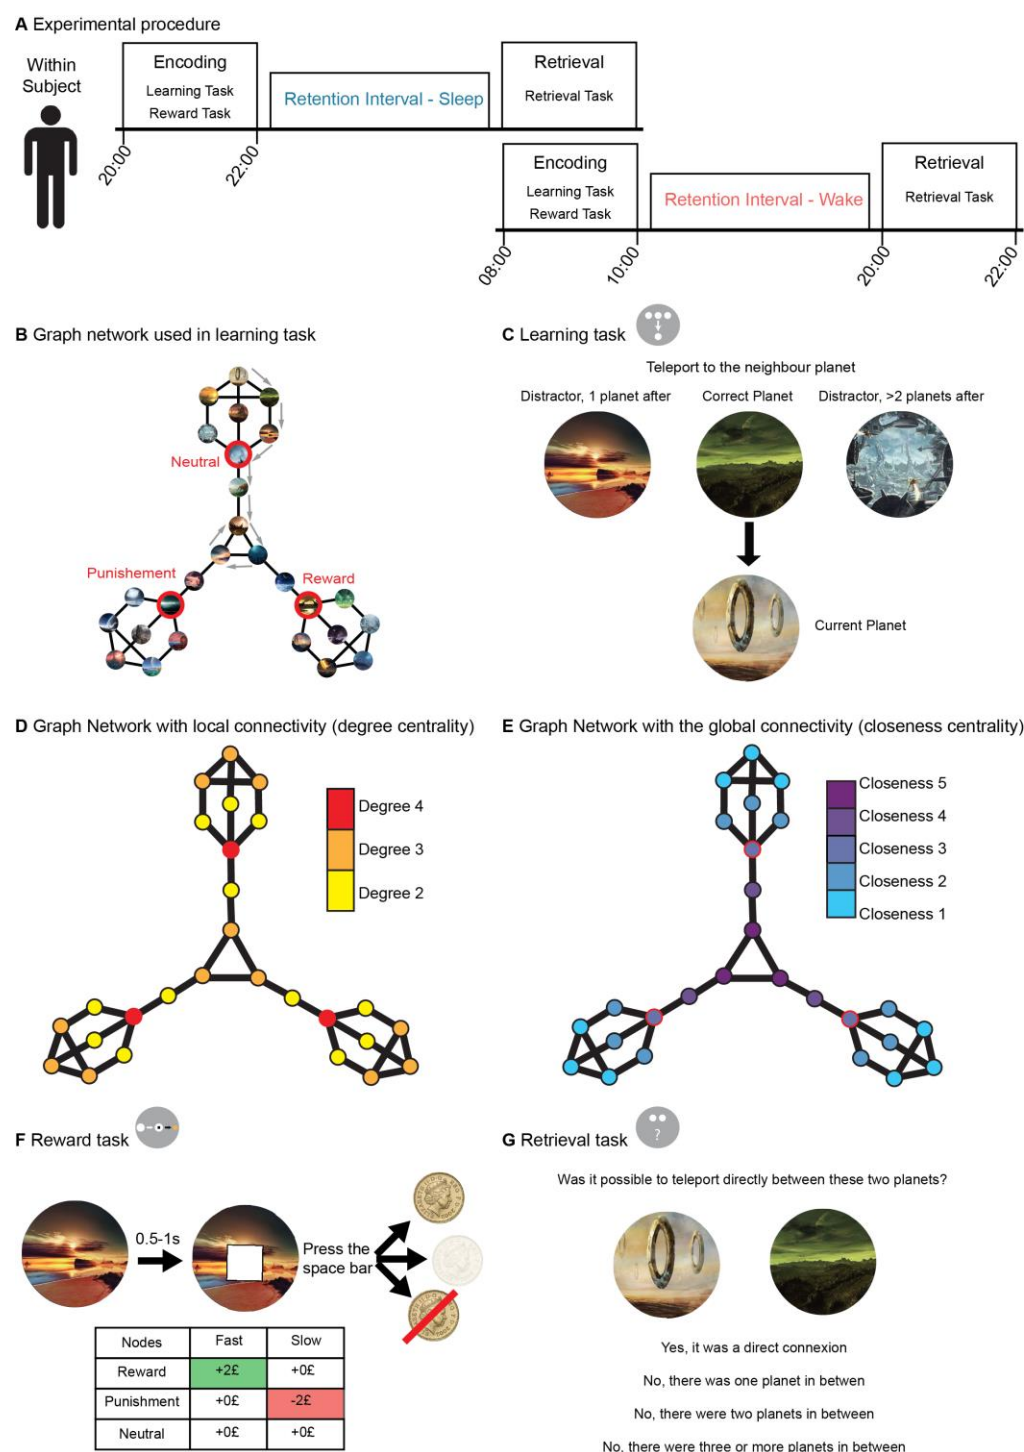 A Experimental procedure
Within
Subject
Encoding
Learning Task
Reward Task
Retention Interval - Sleep
Retrieval
Retrieval Task
20:00
22:00
Encoding
Learning Task
Reward Task
Retention Interval - Wake
Retrieval
Retrieval Task
08:00
10:00
20:00
22:00
B Graph network used in learning task
Neutral
Punishement
Reward
C Learning task
Teleport to the neighbour planet
Distractor, 1 planet after
Correct Planet
Distractor, >2 planets after
Current Planet
D Graph Network with local connectivity (degree centrality)
Degree 4
Degree 3
Degree 2
E Graph Network with the global connectivity (closeness centrality)
Closeness 5
Closeness 4
Closeness 3
Closeness 2
Closeness 1
F Reward task
0.5-1s
Press the
space bar
Nodes Fast Slow
Reward +2£ +0£
Punishment +0£ -2£
Neutral +0£ +0£
G Retrieval task
?
Was it possible to teleport directly between these two planets?
Yes, it was a direct connexion
No, there was one planet in betwen
No, there were two planets in between
No, there were three or more planets in between